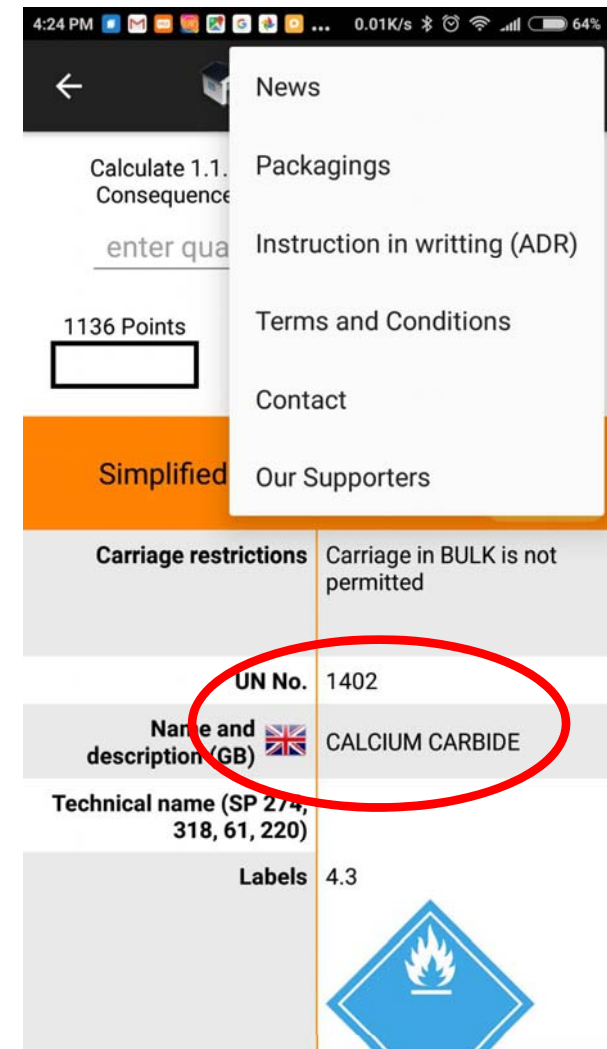 4:24 PM ... 0.01K/s 64%
News
Calculate 1.1.
Packagings
Consequence
enter qua
Instruction in writting (ADR)
1136 Points
Terms and Conditions
Contact
Simplified
Our Supporters
Carriage restrictions Carriage in BULK is not
permitted
UN No. 1402
Name and
description (GB) CALCIUM CARBIDE
Technical name (SP 274,
318, 61, 220)
Labels 4.3